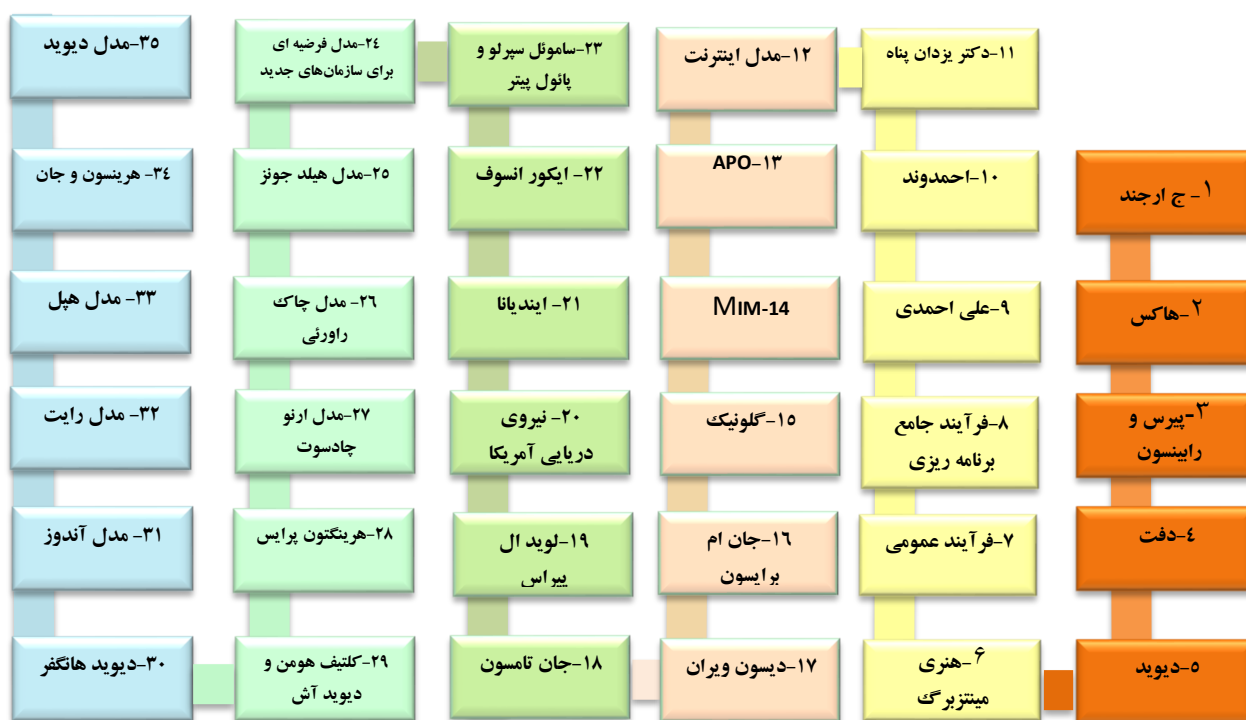 ۱- ج ارجند
۲-هاکس
۳-پیرس و
رابینسون
٤-دفت
٥-دیوید
۶-هنری
مینتزبرگ
۷-فرآیند عمومی
۸-فرآیند جامع
برنامه ریزی
۹-علی احمدی
۱۰-احمدوند
۱۱-دکتر یزدان پناه
۱۲-مدل اینترنت
۱۳-APO
MIM-14
۱٥-گلونیک
۱٦-جان ام
برایسون
۱۷-دیسون ویران
۱۸-جان تامسون
۱۹-لوید ال
پیراس
۲۰- نیروی
دریایی آمریکا
۲۱- ایندیانا
۲۲- ایکور انسوف
۲۳-ساموئل سپرلو و
پائول پیتر
۲٤-مدل فرضیه ای
برای سازمان‌های جدید
۲٥-مدل هیلد جونز
۲٦- مدل چاک
راورئی
۲۷-مدل ارنو
چادسوت
۲۸-هرینگتون پرایس
۲۹-کلتیف هومن و
دیوید آش
۳۰-دیوید هانگفر
۳۱- مدل آندوز
۳۲- مدل رایت
۳۳- مدل هپل
۳٤- هرینسون و جان
۳٥-مدل دیوید